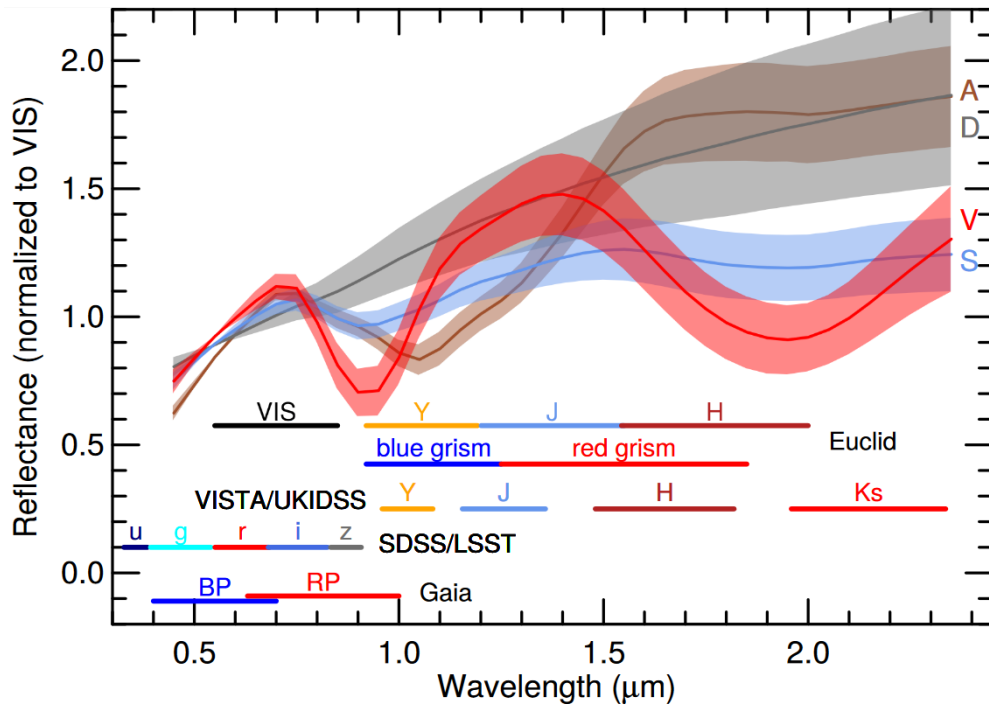 Reflectance (normalized to VIS)
2.0
1.5
1.0
0.5
0.0
A
D
V
S
VIS
Y
J
H
Euclid
blue grism
red grism
VISTA/UKIDSS
Y
J
H
Ks
u
g
r
i
z
SDSS/LSST
BP
RP
Gaia
0.5
1.0
1.5
2.0
Wavelength (μm)